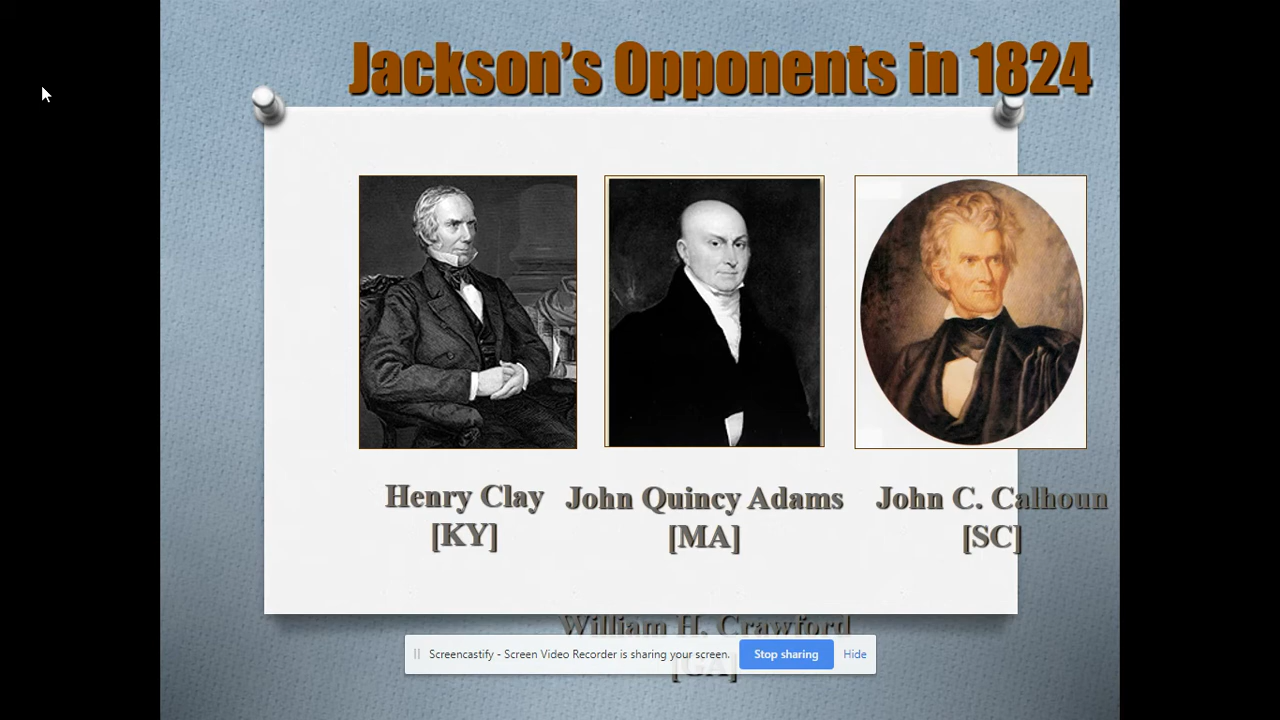 Jackson's Opponents in 1824
Henry Clay
[KY]
John Quincy Adams
[MA]
John C. Calhoun
[SC]
William H. Crawford
[GA]
Screencastify - Screen Video Recorder is sharing your screen.
Stop sharing
Hide